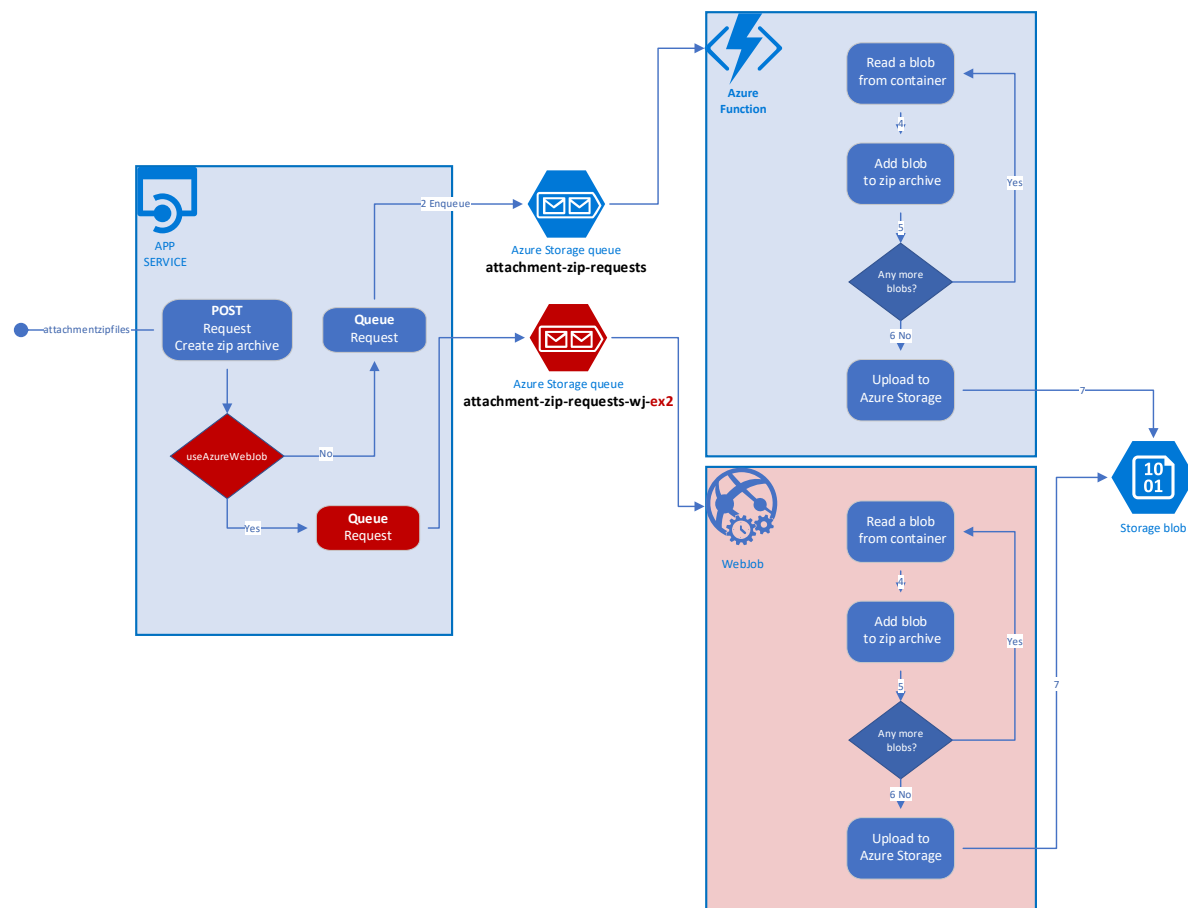 Azure
Function
Read a blob
from container
4
Add blob
to zip archive
Yes
5
Any more
blobs?
6 No
Upload to
Azure Storage
7
APP
SERVICE
2 Enqueue
Azure Storage queue
attachment-zip-requests
attachmentzipfiles
POST
Request
Create zip archive
Queue
Request
Azure Storage queue
attachment-zip-requests-wj-ex2
useAzureWebJob
No
Yes
Queue
Request
10
01
Storage blob
WebJob
Read a blob
from container
4
Add blob
to zip archive
Yes
5
7
Any more
blobs?
6 No
Upload to
Azure Storage